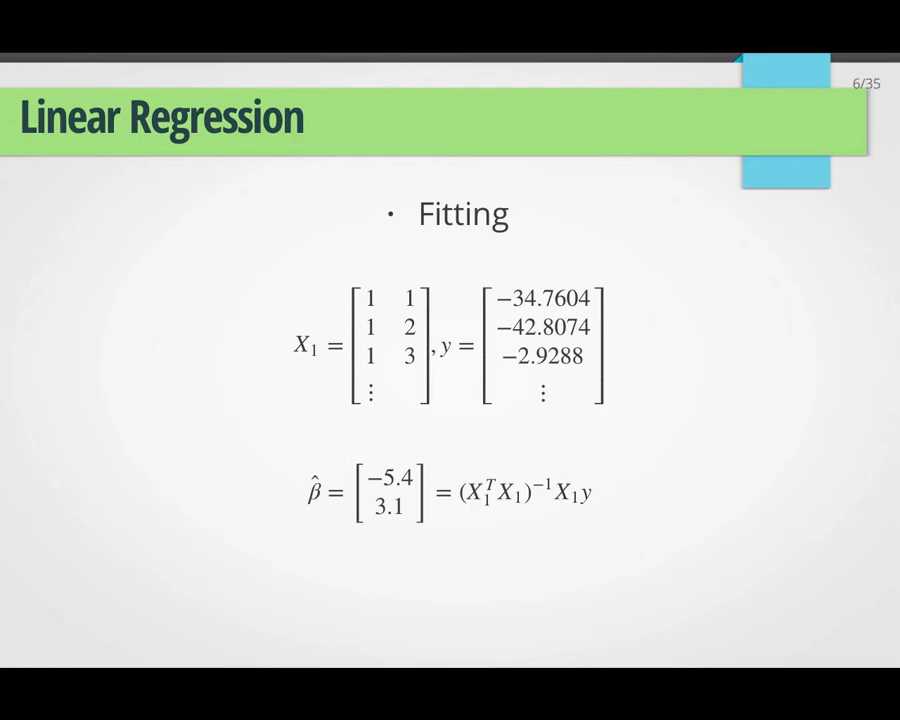 6/35
Linear Regression
· Fitting
X₁ = [1 1; 1 2; 1 3; ⋮], y = [−34.7604; −42.8074; −2.9288; ⋮]
β̂ = [−5.4; 3.1] = (X₁ᵀX₁)⁻¹X₁y